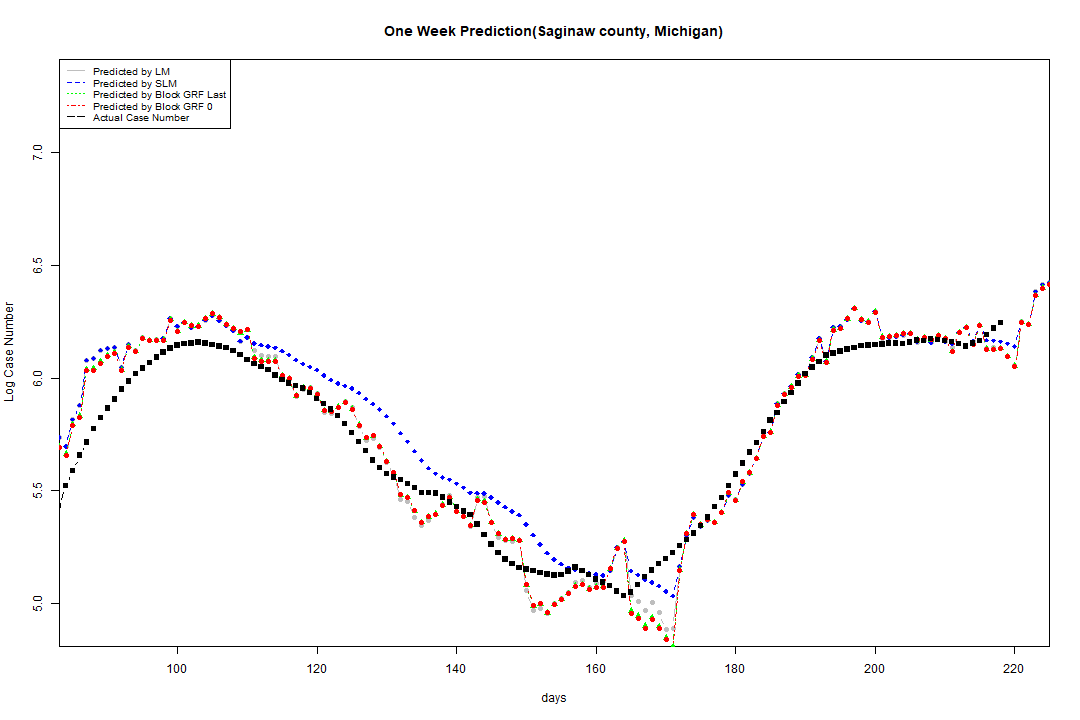 One Week Prediction(Saginaw county, Michigan)
Predicted by LM
Predicted by SLM
Predicted by Block GRF Last
Predicted by Block GRF 0
Actual Case Number
7.0
6.5
6.0
5.5
5.0
Log Case Number
100 120 140 160 180 200 220
days